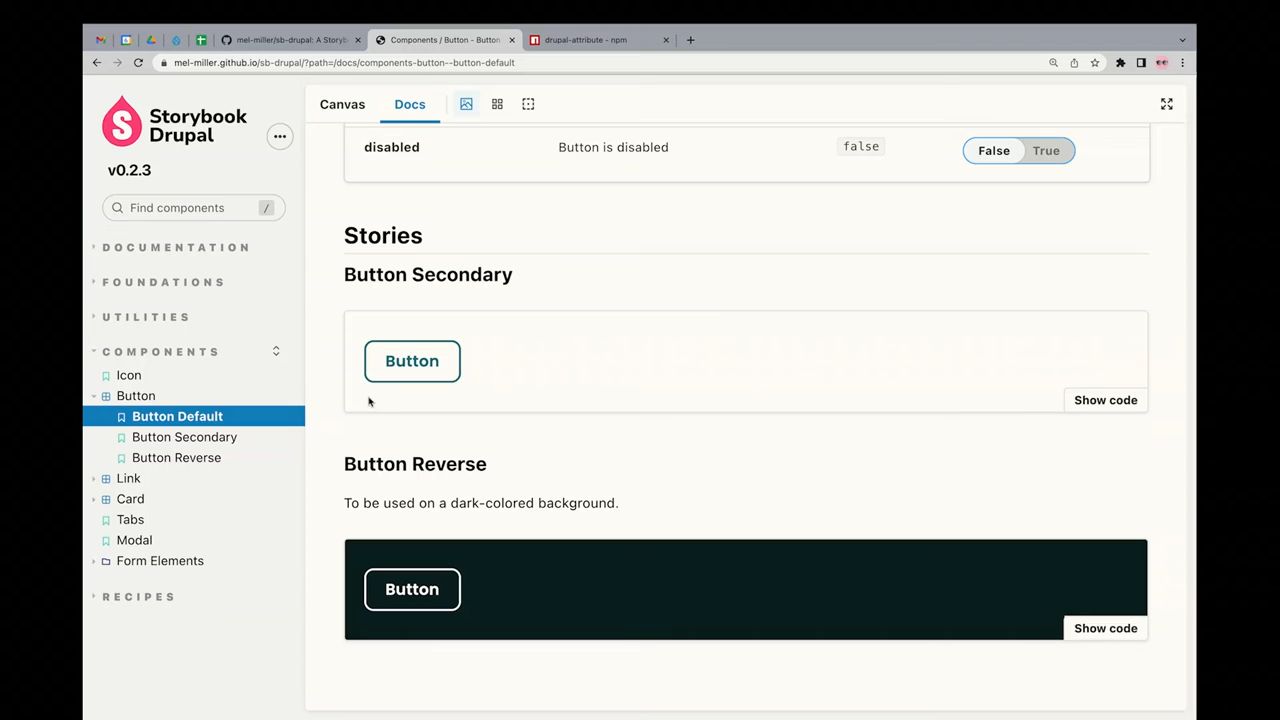 mel-miller/sb-drupal: A Storyb
Components / Button - Button
drupal-attribute - npm
mel-miller.github.io/sb-drupal/?path=/docs/components-button--button-default
S
Storybook
Drupal
v0.2.3
Find components
/
DOCUMENTATION
FOUNDATIONS
UTILITIES
COMPONENTS
Icon
Button
Button Default
Button Secondary
Button Reverse
Link
Card
Tabs
Modal
Form Elements
RECIPES
Canvas
Docs
disabled
Button is disabled
false
False
True
Stories
Button Secondary
Button
Show code
Button Reverse
To be used on a dark-colored background.
Button
Show code